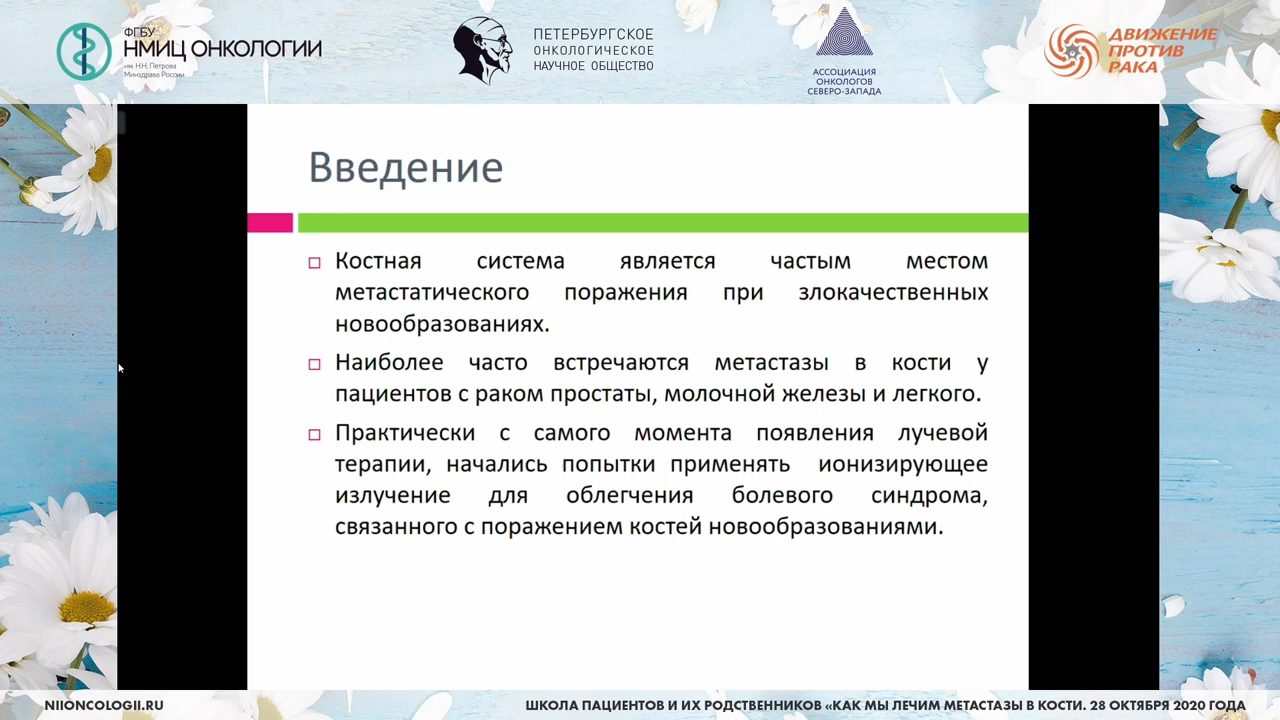 ФГБУ
НМИЦ ОНКОЛОГИИ
им. Н.Н. Петрова
Минздрава России
ПЕТЕРБУРГСКОЕ
ОНКОЛОГИЧЕСКОЕ
НАУЧНОЕ ОБЩЕСТВО
АССОЦИАЦИЯ
ОНКОЛОГОВ
СЕВЕРО-ЗАПАДА
ДВИЖЕНИЕ
ПРОТИВ
РАКА
Введение
Костная система является частым местом
метастатического поражения при злокачественных
новообразованиях.
Наиболее часто встречаются метастазы в кости у
пациентов с раком простаты, молочной железы и легкого.
Практически с самого момента появления лучевой
терапии, начались попытки применять ионизирующее
излучение для облегчения болевого синдрома,
связанного с поражением костей новообразованиями.
NIIONCOLOGII.RU
ШКОЛА ПАЦИЕНТОВ И ИХ РОДСТВЕННИКОВ «КАК МЫ ЛЕЧИМ МЕТАСТАЗЫ В КОСТИ. 28 ОКТЯБРЯ 2020 ГОДА